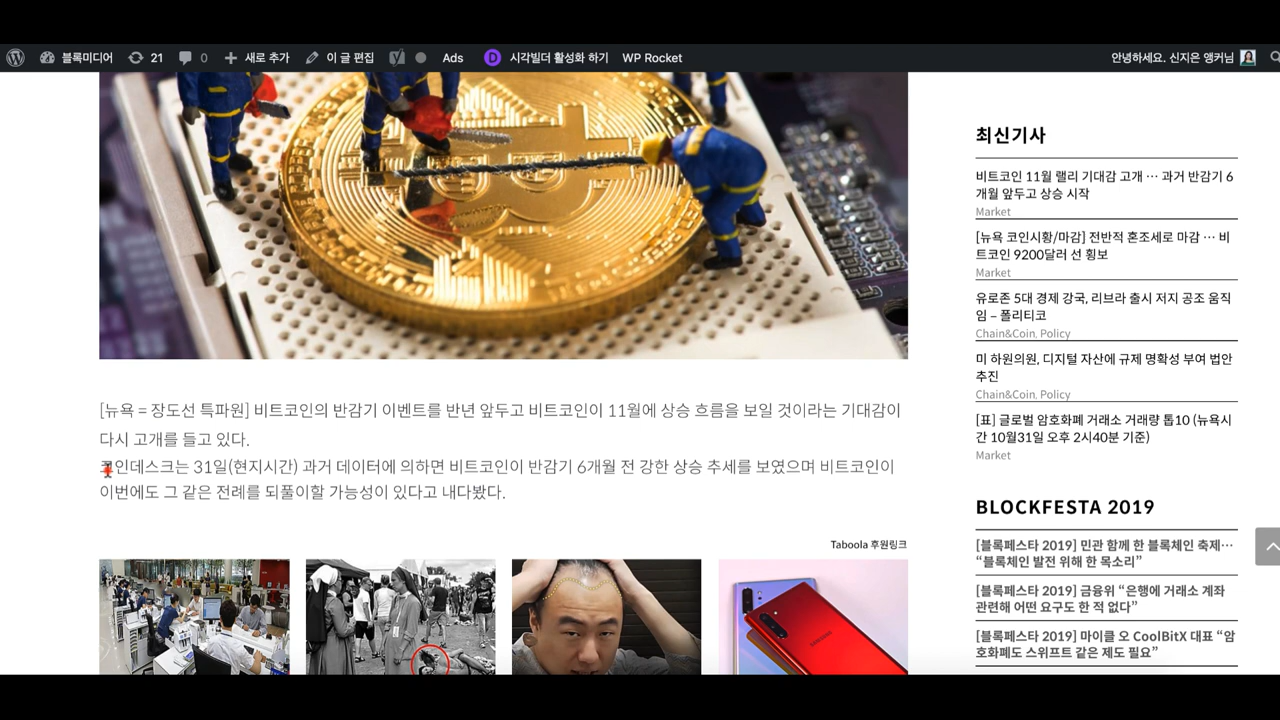 블록미디어 21 0 새로 추가 이 글 편집 Ads D 시각빌더 활성화 하기 WP Rocket 안녕하세요. 신지은 앵커님
[뉴욕 = 장도선 특파원] 비트코인의 반감기 이벤트를 반년 앞두고 비트코인이 11월에 상승 흐름을 보일 것이라는 기대감이
다시 고개를 들고 있다.
코인데스크는 31일(현지시간) 과거 데이터에 의하면 비트코인이 반감기 6개월 전 강한 상승 추세를 보였으며 비트코인이
이번에도 그 같은 전례를 되풀이할 가능성이 있다고 내다봤다.
Taboola 후원링크
SAMSUNG
최신기사
비트코인 11월 랠리 기대감 고개 … 과거 반감기 6
개월 앞두고 상승 시작
Market
[뉴욕 코인시황/마감] 전반적 혼조세로 마감 … 비
트코인 9200달러 선 횡보
Market
유로존 5대 경제 강국, 리브라 출시 저지 공조 움직
임 – 폴리티코
Chain&Coin, Policy
미 하원의원, 디지털 자산에 규제 명확성 부여 법안
추진
Chain&Coin, Policy
[표] 글로벌 암호화폐 거래소 거래량 톱10 (뉴욕시
간 10월31일 오후 2시40분 기준)
Market
BLOCKFESTA 2019
[블록페스타 2019] 민관 함께 한 블록체인 축제…
“블록체인 발전 위해 한 목소리”
[블록페스타 2019] 금융위 “은행에 거래소 계좌
관련해 어떤 요구도 한 적 없다”
[블록페스타 2019] 마이클 오 CoolBitX 대표 “암
호화폐도 스위프트 같은 제도 필요”